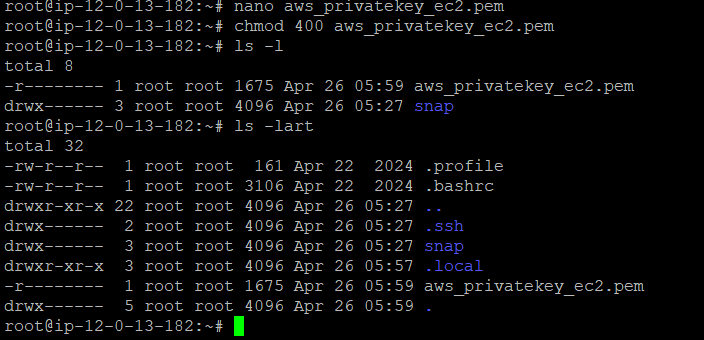 root@ip-12-0-13-182:~# nano aws_privatekey_ec2.pem
root@ip-12-0-13-182:~# chmod 400 aws_privatekey_ec2.pem
root@ip-12-0-13-182:~# ls -l
total 8
-r-------- 1 root root 1675 Apr 26 05:59 aws_privatekey_ec2.pem
drwx------ 3 root root 4096 Apr 26 05:27 snap
root@ip-12-0-13-182:~# ls -lart
total 32
-rw-r--r--  1 root root  161 Apr 22  2024 .profile
-rw-r--r--  1 root root 3106 Apr 22  2024 .bashrc
drwxr-xr-x 22 root root 4096 Apr 26 05:27 ..
drwx------  2 root root 4096 Apr 26 05:27 .ssh
drwx------  3 root root 4096 Apr 26 05:27 snap
drwxr-xr-x  3 root root 4096 Apr 26 05:57 .local
-r--------  1 root root 1675 Apr 26 05:59 aws_privatekey_ec2.pem
drwx------  5 root root 4096 Apr 26 05:59 .
root@ip-12-0-13-182:~#